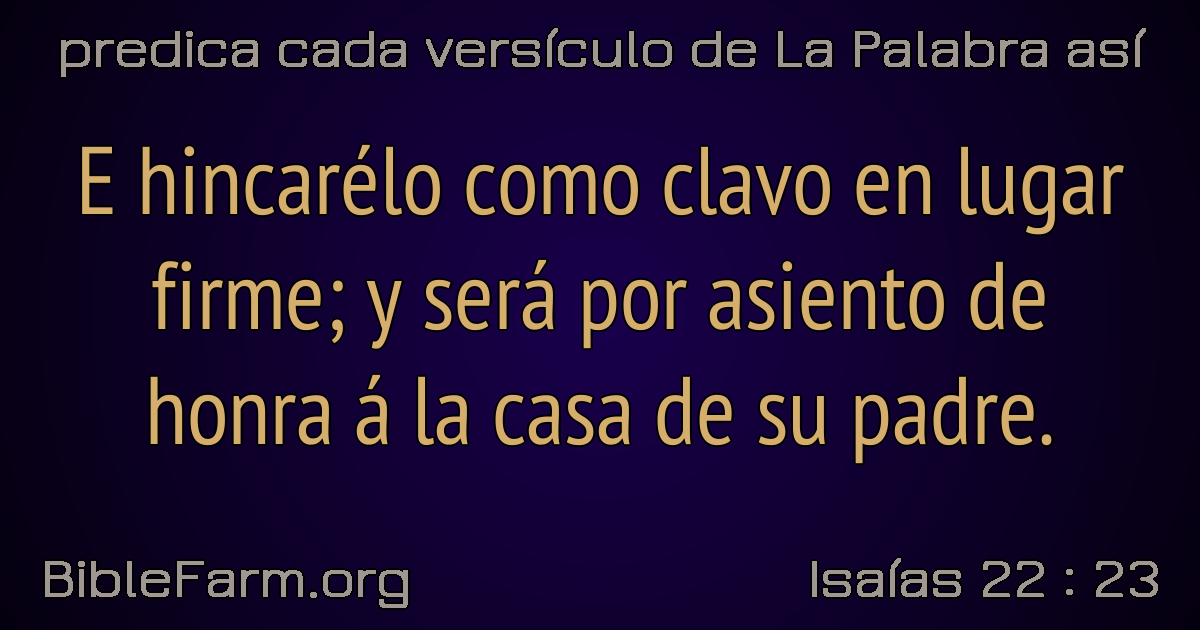 predica cada versículo de La Palabra así
E hincarélo como clavo en lugar
firme; y será por asiento de
honra á la casa de su padre.
BibleFarm.org
Isaías 22 : 23